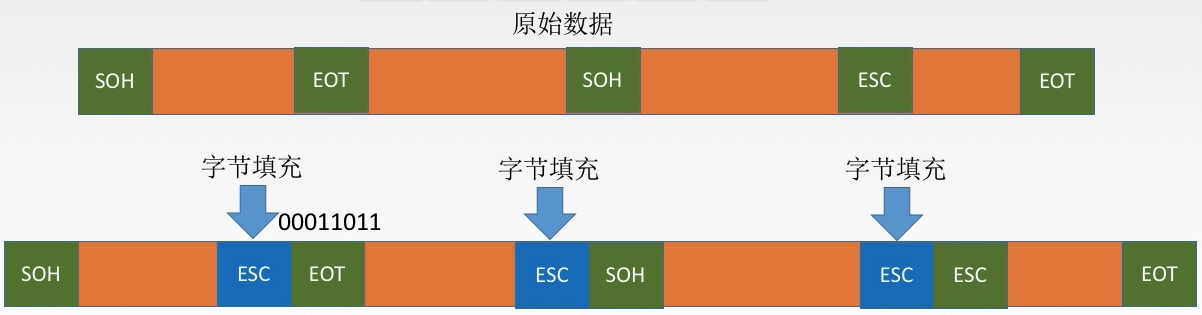 原始数据
SOH EOT SOH ESC EOT
字节填充 字节填充 字节填充
00011011
SOH ESC EOT ESC SOH ESC ESC EOT